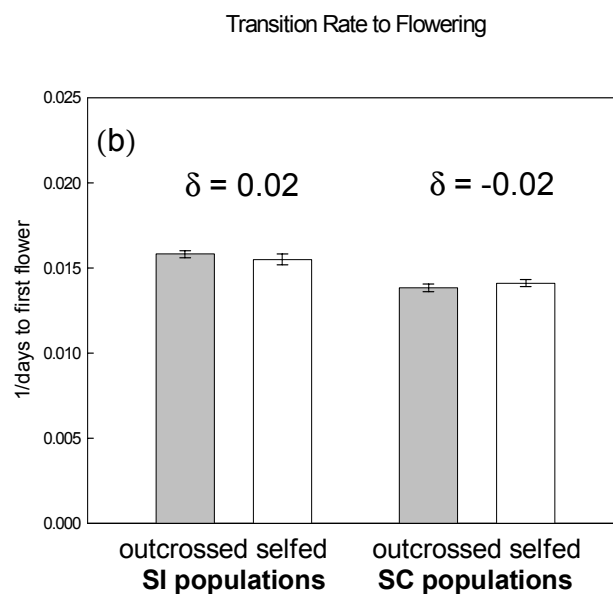 Transition Rate to Flowering
0.025
(b)
δ = 0.02
δ = -0.02
0.020
0.015
0.010
0.005
0.000
1/days to first flower
outcrossed selfed
outcrossed selfed
SI populations
SC populations